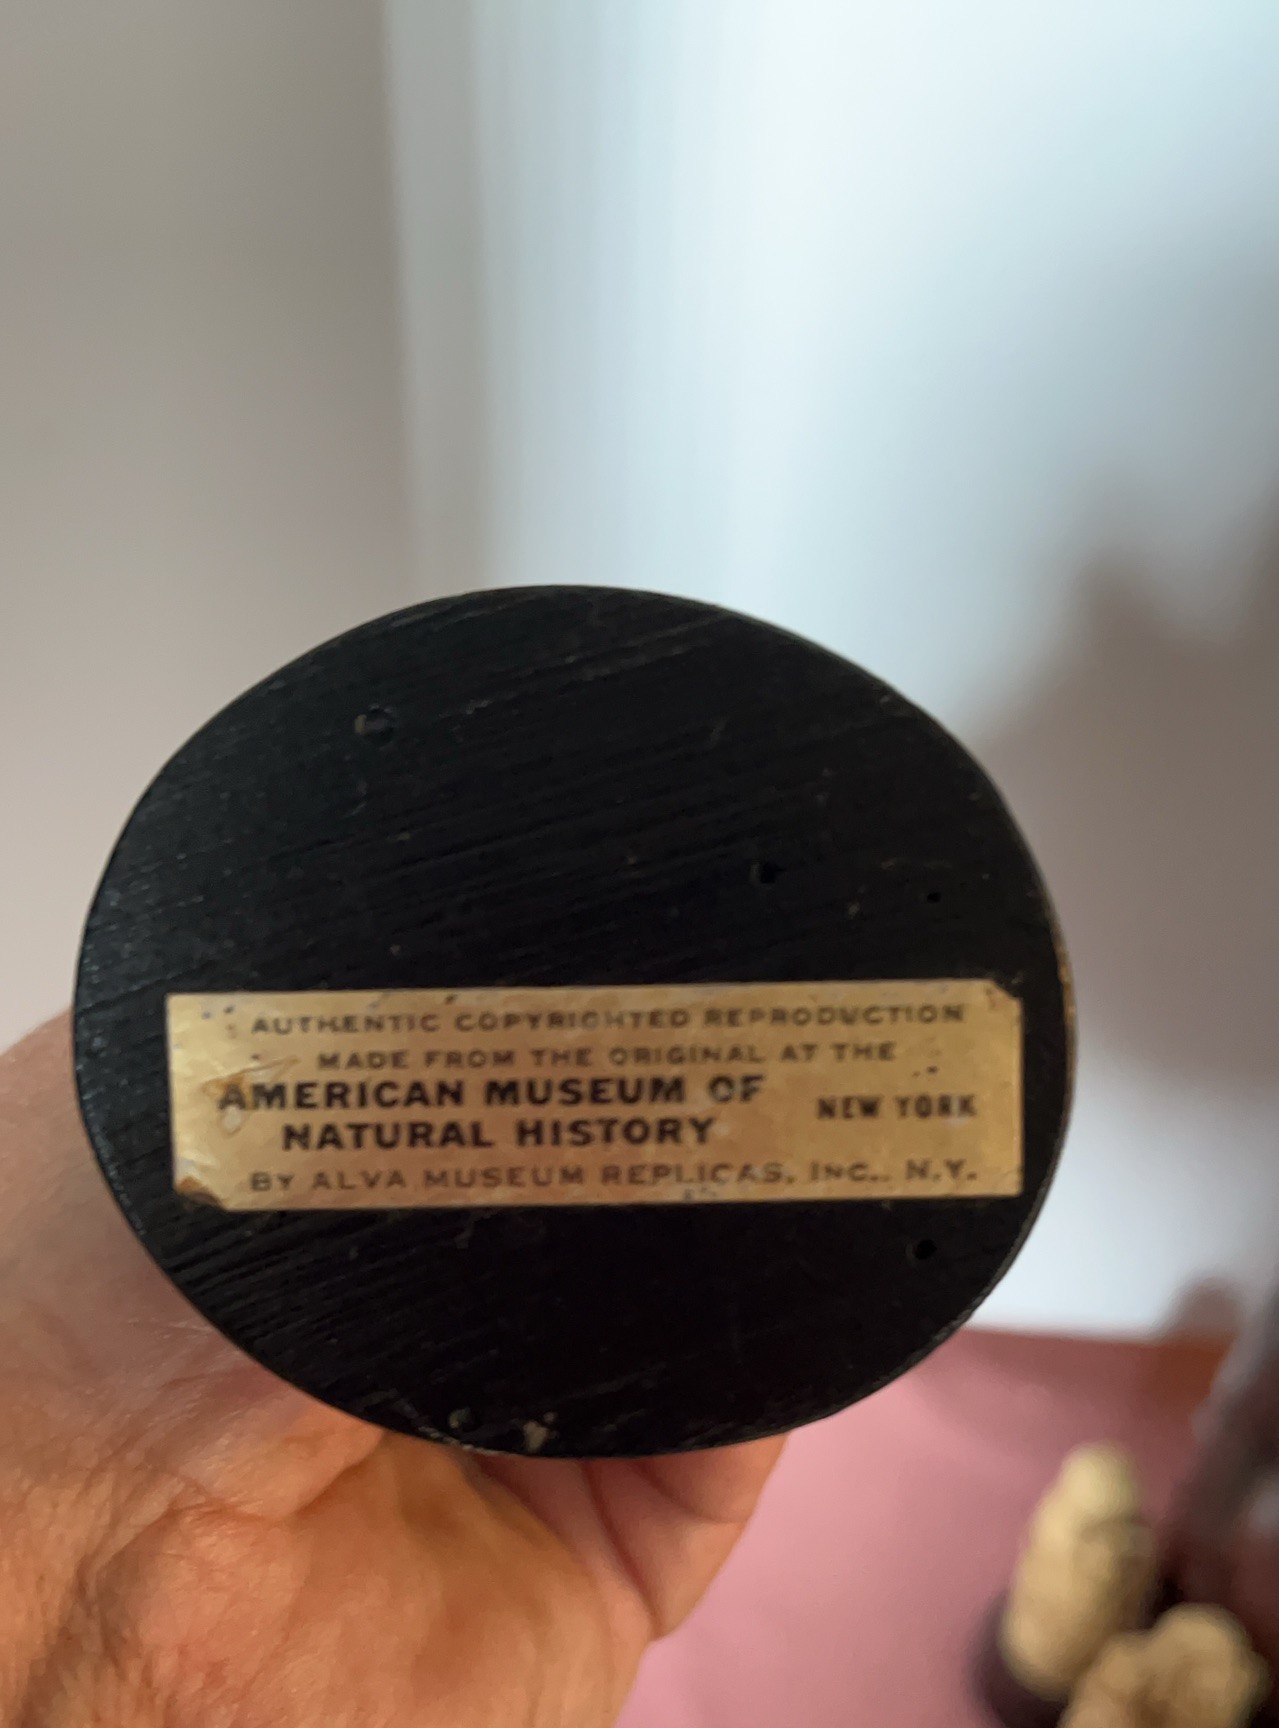 AUTHENTIC COPYRIGHTED REPRODUCTION
MADE FROM THE ORIGINAL AT THE
AMERICAN MUSEUM OF
NATURAL HISTORY
NEW YORK
BY ALVA MUSEUM REPLICAS, INC., N.Y.